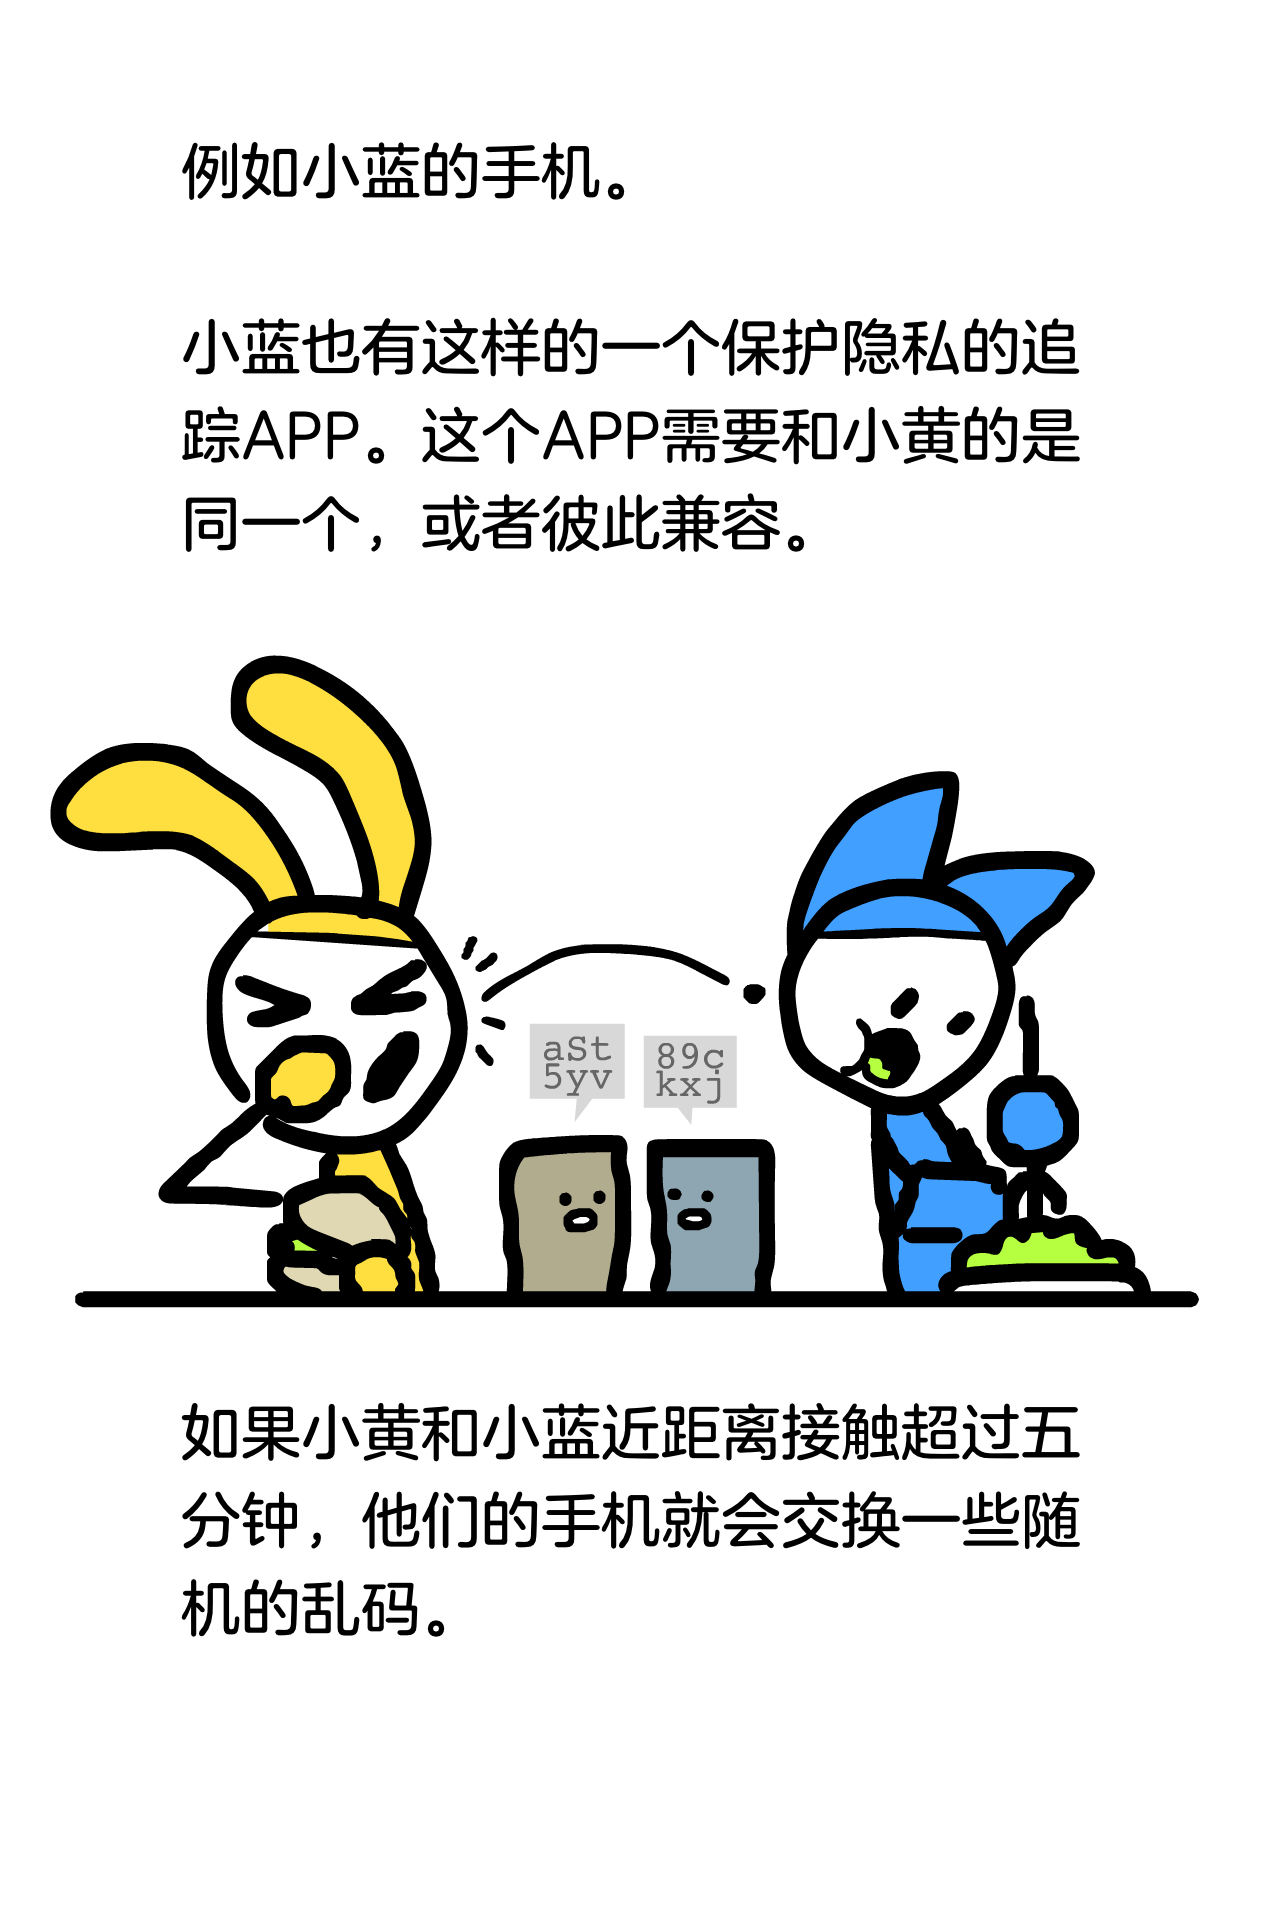 例如小蓝的手机。
小蓝也有这样的一个保护隐私的追
踪APP。这个APP需要和小黄的是
同一个，或者彼此兼容。
aSt
5yv
89c
kxj
如果小黄和小蓝近距离接触超过五
分钟，他们的手机就会交换一些随
机的乱码。